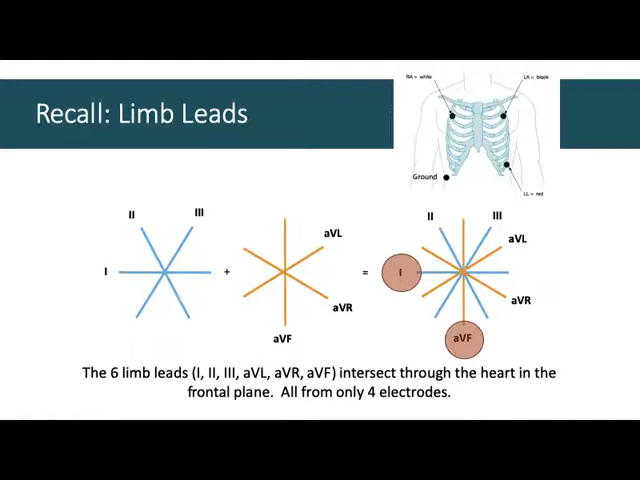 RA = white
LA = black
Recall: Limb Leads
Ground
LL = red
II
III
I
+
aVL
aVR
aVF
=
II
III
aVL
I
aVR
aVF
The 6 limb leads (I, II, III, aVL, aVR, aVF) intersect through the heart in the
frontal plane.  All from only 4 electrodes.